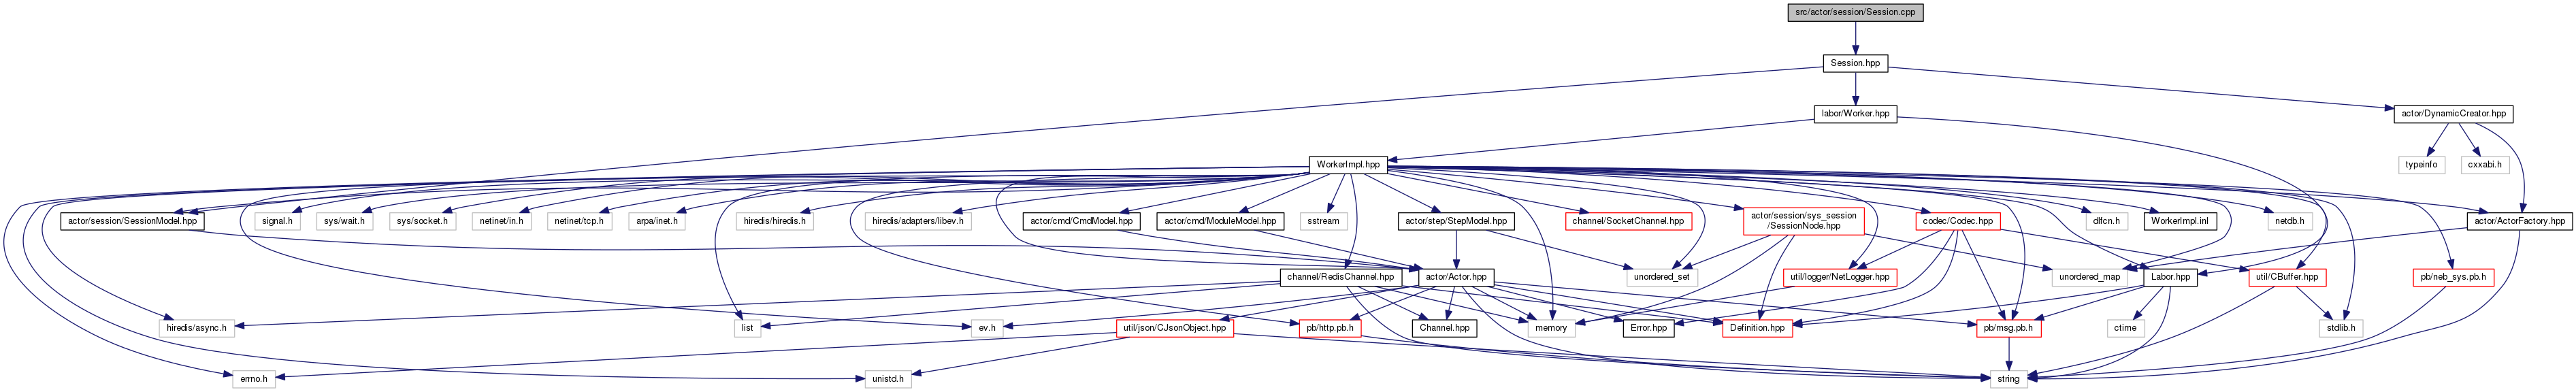 src/actor/session/Session.cpp
Session.hpp
labor/Worker.hpp
actor/DynamicCreator.hpp
WorkerImpl.hpp
typeinfo
cxxabi.h
actor/session/SessionModel.hpp
signal.h
sys/wait.h
sys/socket.h
netinet/in.h
netinet/tcp.h
arpa/inet.h
hiredis/hiredis.h
hiredis/adapters/libev.h
actor/cmd/CmdModel.hpp
actor/cmd/ModuleModel.hpp
sstream
actor/step/StepModel.hpp
channel/SocketChannel.hpp
actor/session/sys_session
/SessionNode.hpp
codec/Codec.hpp
dlfcn.h
WorkerImpl.inl
netdb.h
actor/ActorFactory.hpp
channel/RedisChannel.hpp
actor/Actor.hpp
unordered_set
util/logger/NetLogger.hpp
unordered_map
Labor.hpp
util/CBuffer.hpp
pb/neb_sys.pb.h
hiredis/async.h
list
ev.h
util/json/CJsonObject.hpp
pb/http.pb.h
Channel.hpp
memory
Error.hpp
Definition.hpp
pb/msg.pb.h
ctime
stdlib.h
errno.h
unistd.h
string